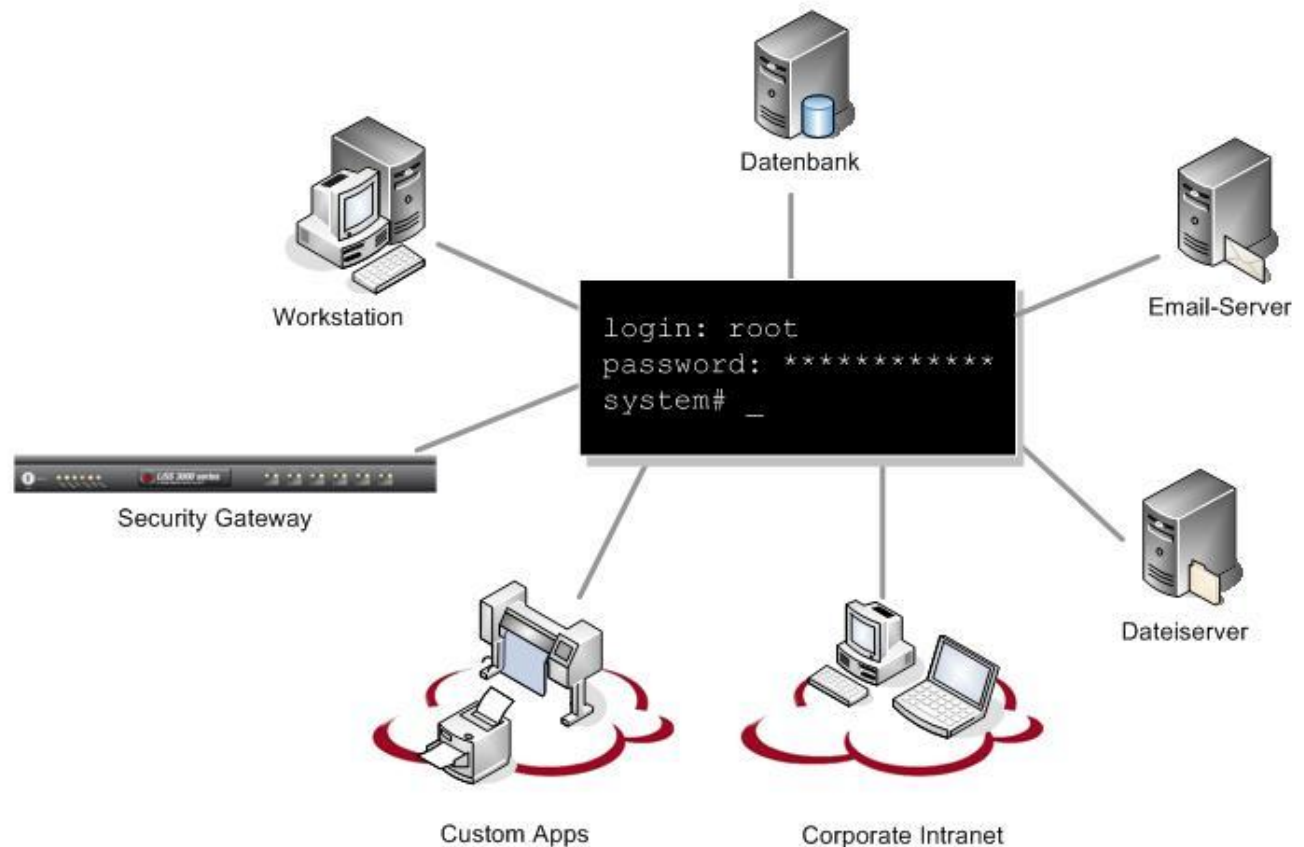 Datenbank
Workstation
Email-Server
login: root
password: ************
system# _
Security Gateway
Dateiserver
Custom Apps
Corporate Intranet